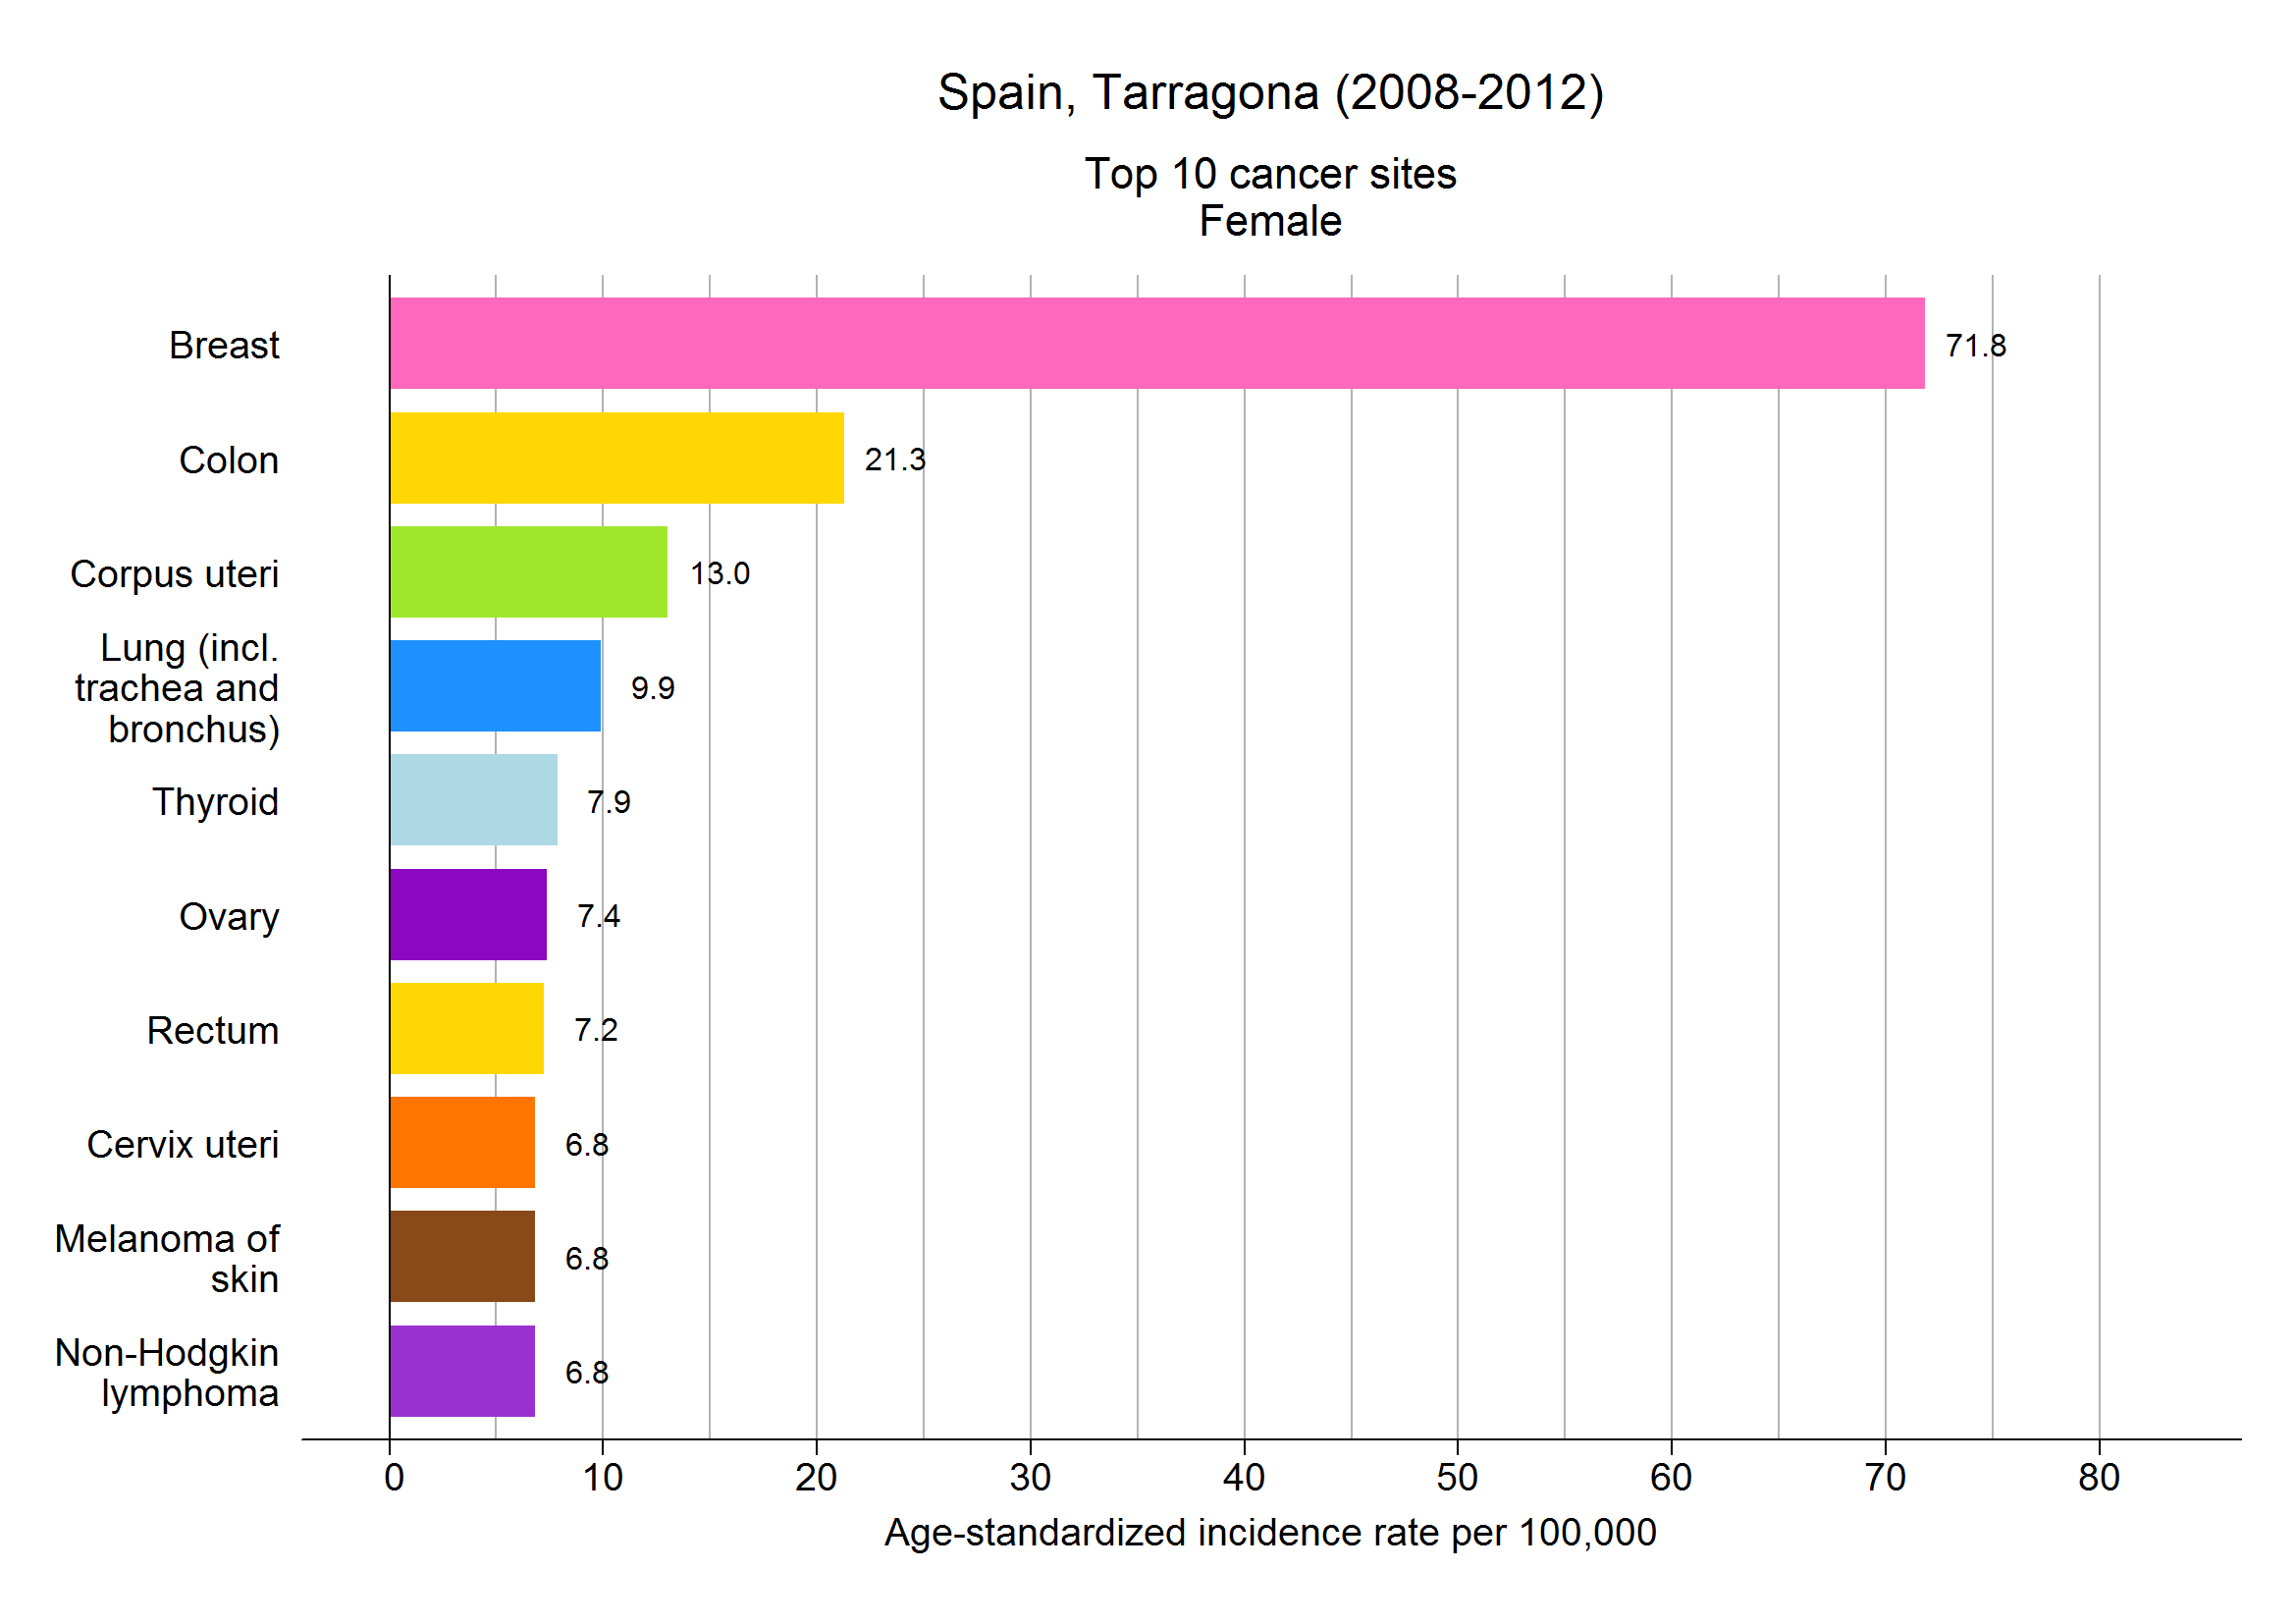 Spain, Tarragona (2008-2012)
Top 10 cancer sites
Female
Breast
71.8
Colon
21.3
Corpus uteri
13.0
Lung (incl.
trachea and
bronchus)
9.9
Thyroid
7.9
Ovary
7.4
Rectum
7.2
Cervix uteri
6.8
Melanoma of
skin
6.8
Non-Hodgkin
lymphoma
6.8
0 10 20 30 40 50 60 70 80
Age-standardized incidence rate per 100,000